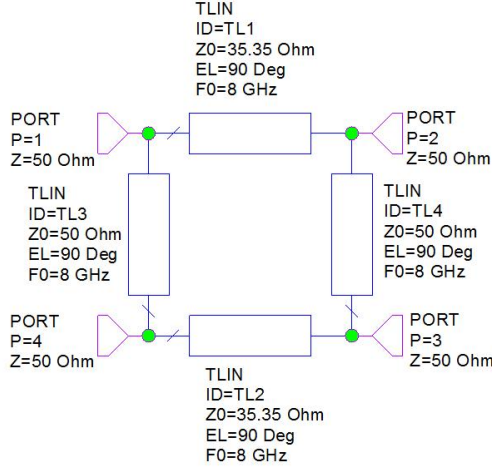 TLIN
ID=TL1
Z0=35.35 Ohm
EL=90 Deg
F0=8 GHz
PORT
P=1
Z=50 Ohm
PORT
P=2
Z=50 Ohm
TLIN
ID=TL3
Z0=50 Ohm
EL=90 Deg
F0=8 GHz
TLIN
ID=TL4
Z0=50 Ohm
EL=90 Deg
F0=8 GHz
PORT
P=4
Z=50 Ohm
PORT
P=3
Z=50 Ohm
TLIN
ID=TL2
Z0=35.35 Ohm
EL=90 Deg
F0=8 GHz